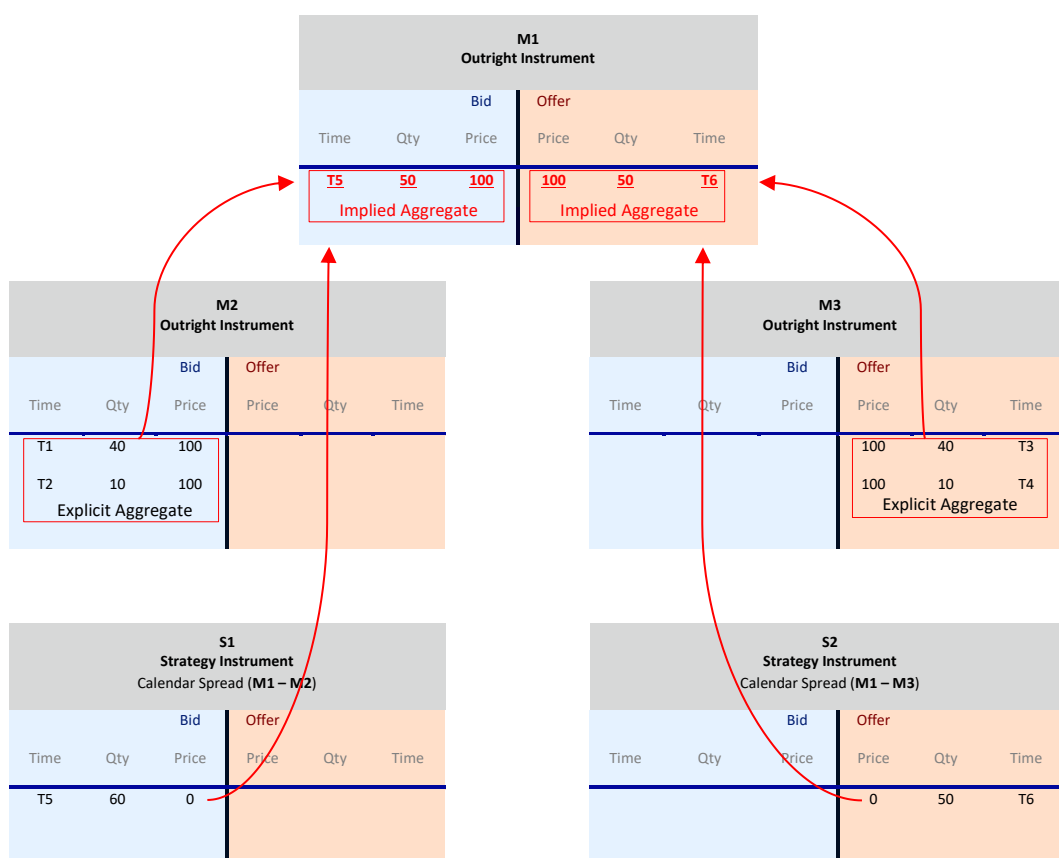 M1
Outright Instrument
Bid Offer
Time Qty Price Price Qty Time
T5 50 100 100 50 T6
Implied Aggregate Implied Aggregate
M2
Outright Instrument
Bid Offer
Time Qty Price Price Qty Time
T1 40 100
T2 10 100
Explicit Aggregate
M3
Outright Instrument
Bid Offer
Time Qty Price Price Qty Time
100 40 T3
100 10 T4
Explicit Aggregate
S1
Strategy Instrument
Calendar Spread (M1 – M2)
Bid Offer
Time Qty Price Price Qty Time
T5 60 0
S2
Strategy Instrument
Calendar Spread (M1 – M3)
Bid Offer
Time Qty Price Price Qty Time
0 50 T6